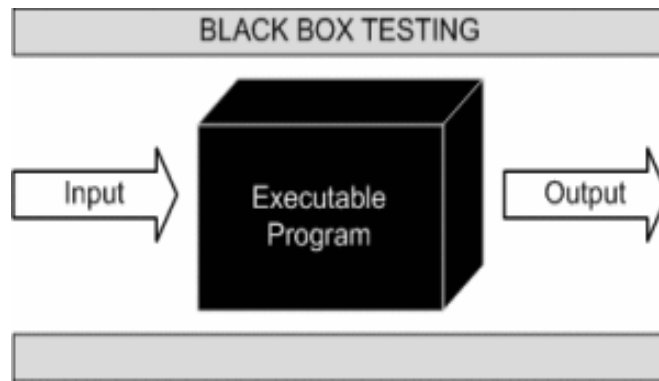 BLACK BOX TESTING
Input
Executable
Program
Output